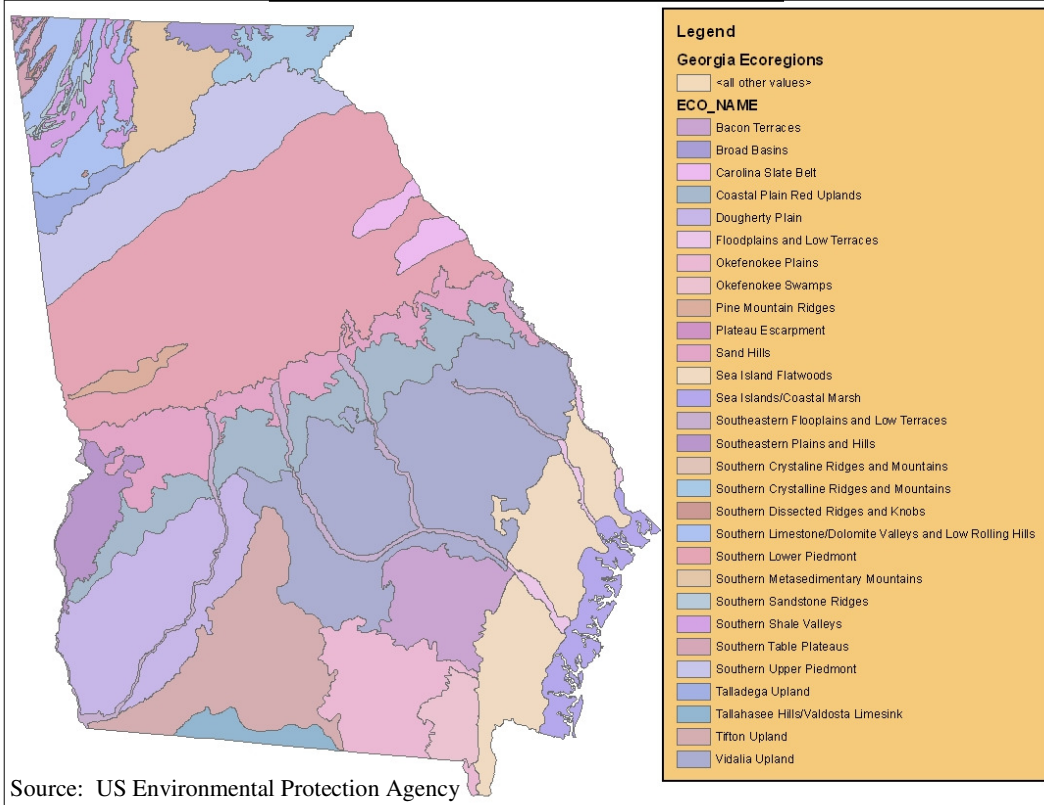 Legend
Georgia Ecoregions
<all other values>
ECO_NAME
Bacon Terraces
Broad Basins
Carolina Slate Belt
Coastal Plain Red Uplands
Dougherty Plain
Floodplains and Low Terraces
Okefenokee Plains
Okefenokee Swamps
Pine Mountain Ridges
Plateau Escarpment
Sand Hills
Sea Island Flatwoods
Sea Islands/Coastal Marsh
Southeastern Flooplains and Low Terraces
Southeastern Plains and Hills
Southern Crystaline Ridges and Mountains
Southern Crystalline Ridges and Mountains
Southern Dissected Ridges and Knobs
Southern Limestone/Dolomite Valleys and Low Rolling Hills
Southern Lower Piedmont
Southern Metasedimentary Mountains
Southern Sandstone Ridges
Southern Shale Valleys
Southern Table Plateaus
Southern Upper Piedmont
Talladega Upland
Tallahasee Hills/Valdosta Limesink
Tifton Upland
Vidalia Upland
Source: US Environmental Protection Agency